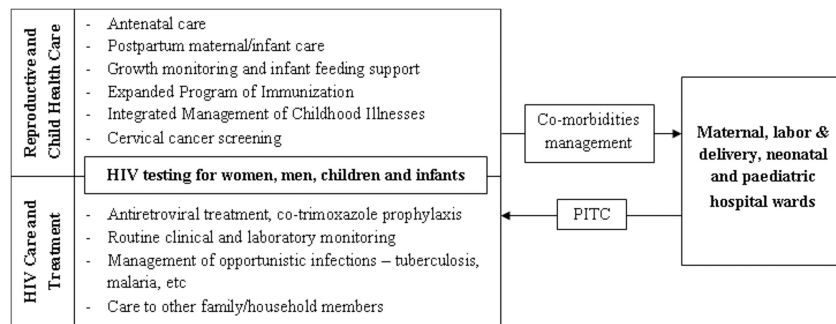 Reproductive and
Child Health Care
- Antenatal care
- Postpartum maternal/infant care
- Growth monitoring and infant feeding support
- Expanded Program of Immunization
- Integrated Management of Childhood Illnesses
- Cervical cancer screening
HIV testing for women, men, children and infants
HIV Care and
Treatment
- Antiretroviral treatment, co-trimoxazole prophylaxis
- Routine clinical and laboratory monitoring
- Management of opportunistic infections – tuberculosis,
malaria, etc
- Care to other family/household members
Co-morbidities
management
PITC
Maternal, labor &
delivery, neonatal
and paediatric
hospital wards